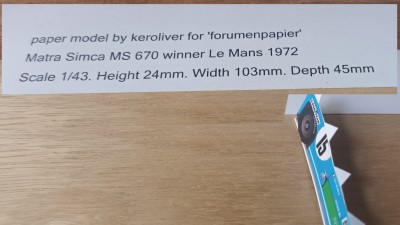 paper model by keroliver for 'forumenpapier'
Matra Simca MS 670 winner Le Mans 1972
Scale 1/43. Height 24mm. Width 103mm. Depth 45mm
15